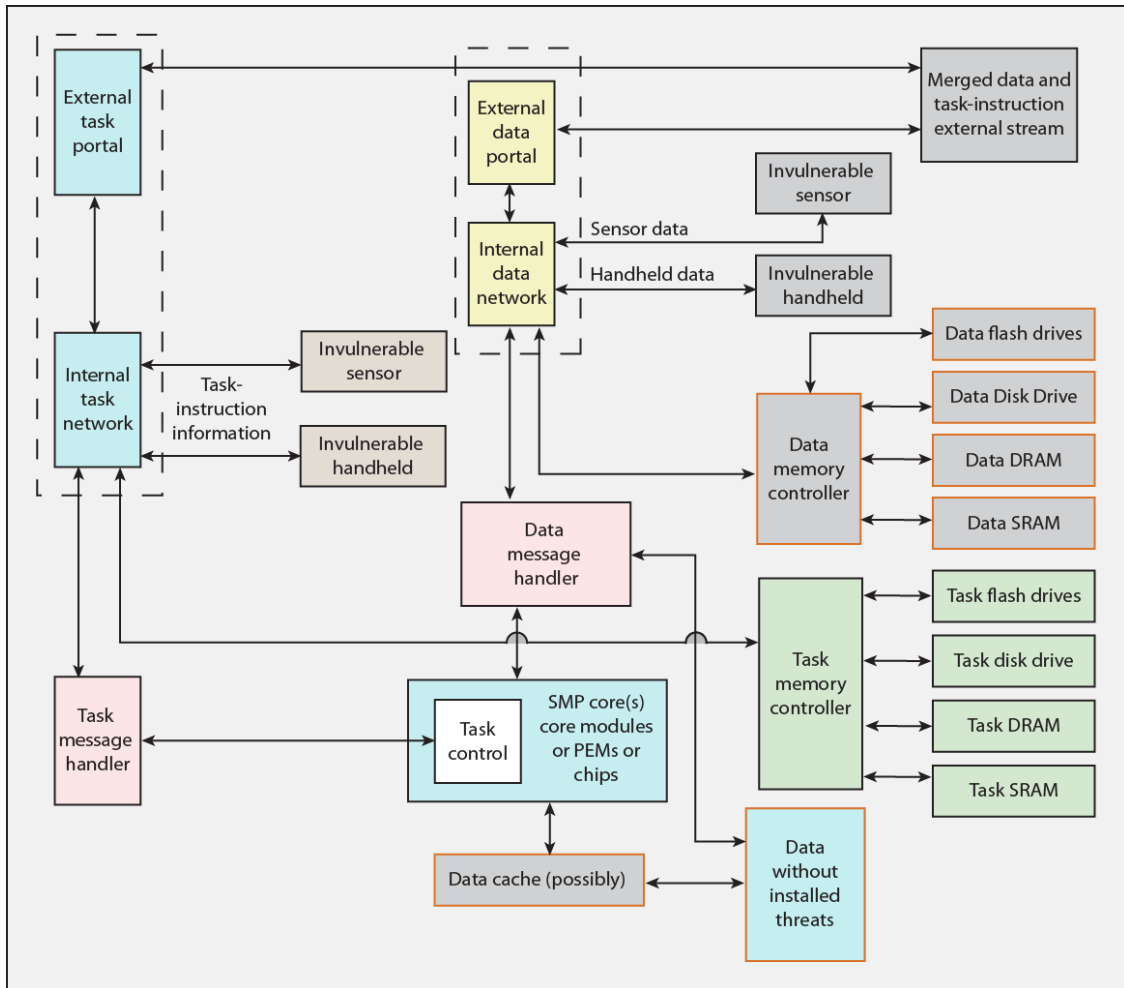 External
task
portal
External
data
portal
Merged data and
task-instruction
external stream
Invulnerable
sensor
Sensor data
Internal
data
network
Handheld data
Invulnerable
handheld
Internal
task
network
Invulnerable
sensor
Task-
instruction
information
Invulnerable
handheld
Data flash drives
Data Disk Drive
Data
memory
controller
Data DRAM
Data SRAM
Data
message
handler
Task flash drives
Task
memory
controller
Task disk drive
Task DRAM
Task SRAM
Task
message
handler
Task
control
SMP core(s)
core modules
or PEMs or
chips
Data cache (possibly)
Data
without
installed
threats